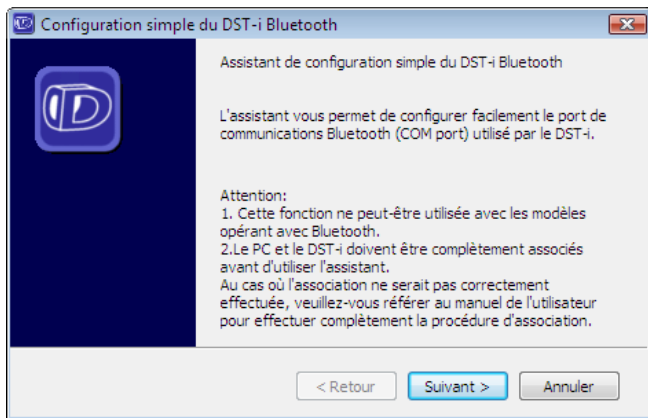 Configuration simple du DST-i Bluetooth
Assistant de configuration simple du DST-i Bluetooth
L'assistant vous permet de configurer facilement le port de
communications Bluetooth (COM port) utilisé par le DST-i.
Attention:
1. Cette fonction ne peut-être utilisée avec les modèles
opérant avec Bluetooth.
2.Le PC et le DST-i doivent être complètement associés
avant d'utiliser l'assistant.
Au cas où l'association ne serait pas correctement
effectuée, veuillez-vous référer au manuel de l'utilisateur
pour effectuer complètement la procédure d'association.
< Retour
Suivant >
Annuler